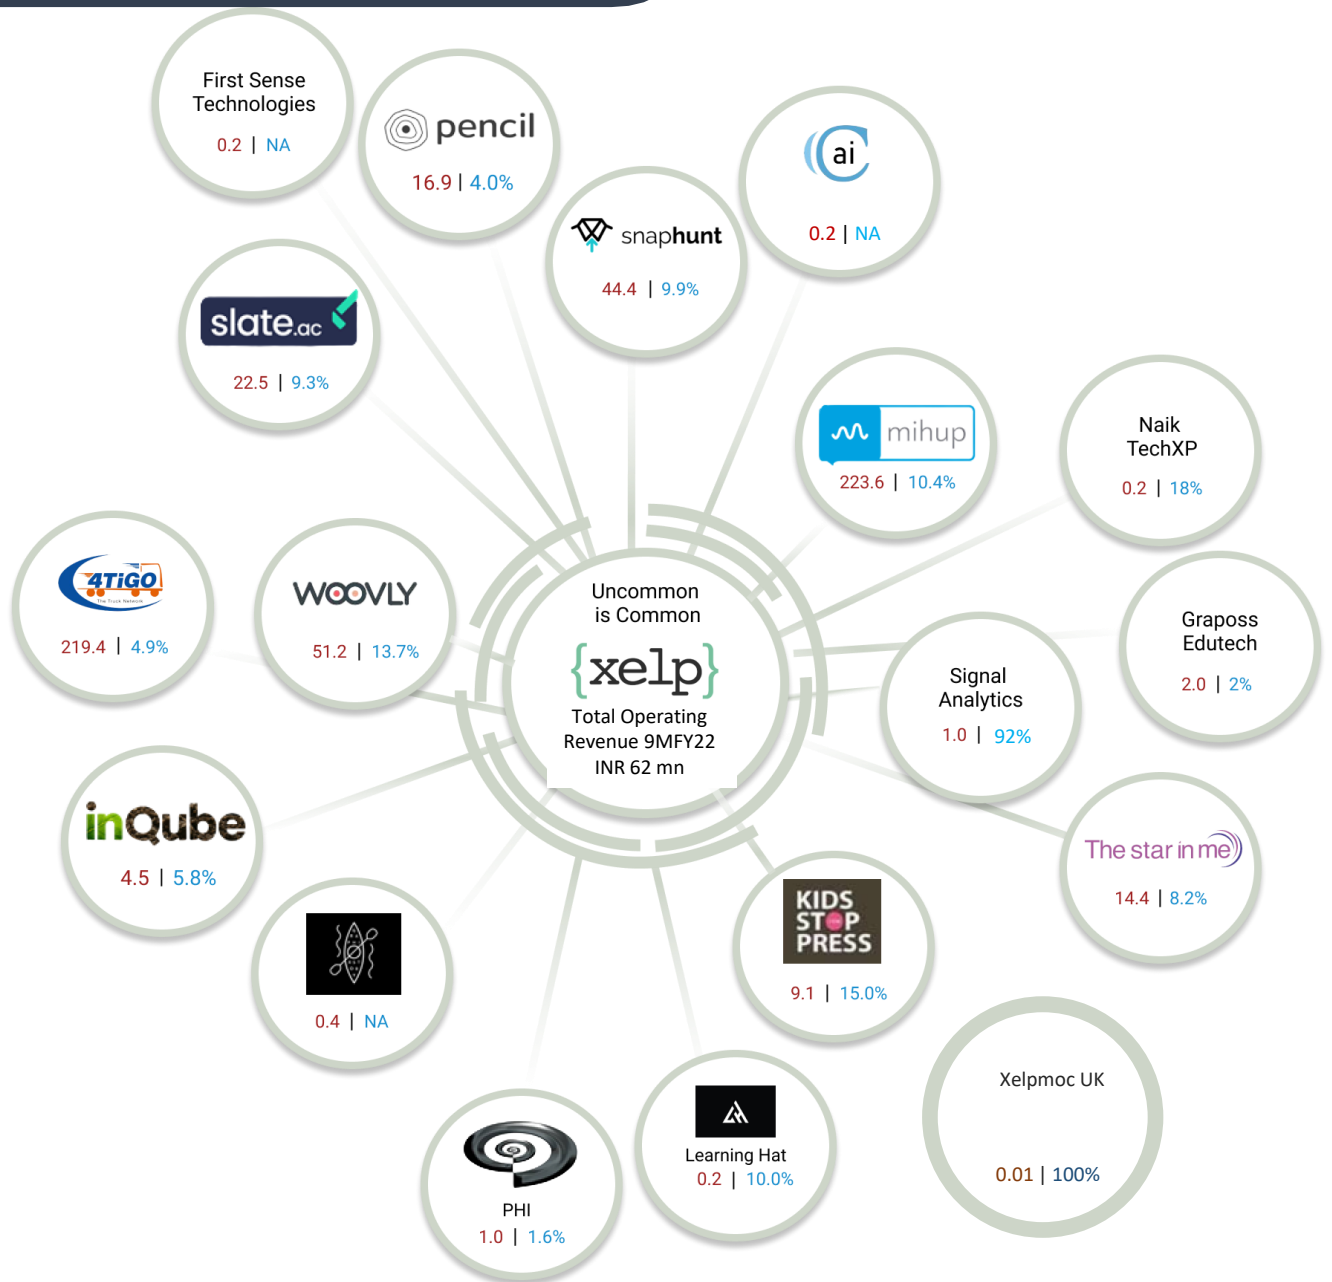 First Sense
Technologies
0.2 | NA
pencil
16.9 | 4.0%
snaphunt
44.4 | 9.9%
ai
0.2 | NA
slate.ac
22.5 | 9.3%
mihup
223.6 | 10.4%
Naik
TechXP
0.2 | 18%
4TiGO
The Truck Network
219.4 | 4.9%
WOOVLY
51.2 | 13.7%
Uncommon
is Common
{xelp}
Total Operating
Revenue 9MFY22
INR 62 mn
Signal
Analytics
1.0 | 92%
Graposs
Edutech
2.0 | 2%
inQube
4.5 | 5.8%
The star in me
14.4 | 8.2%
0.4 | NA
KIDS
STOP
PRESS
9.1 | 15.0%
PHI
1.0 | 1.6%
Learning Hat
0.2 | 10.0%
Xelpmoc UK
0.01 | 100%